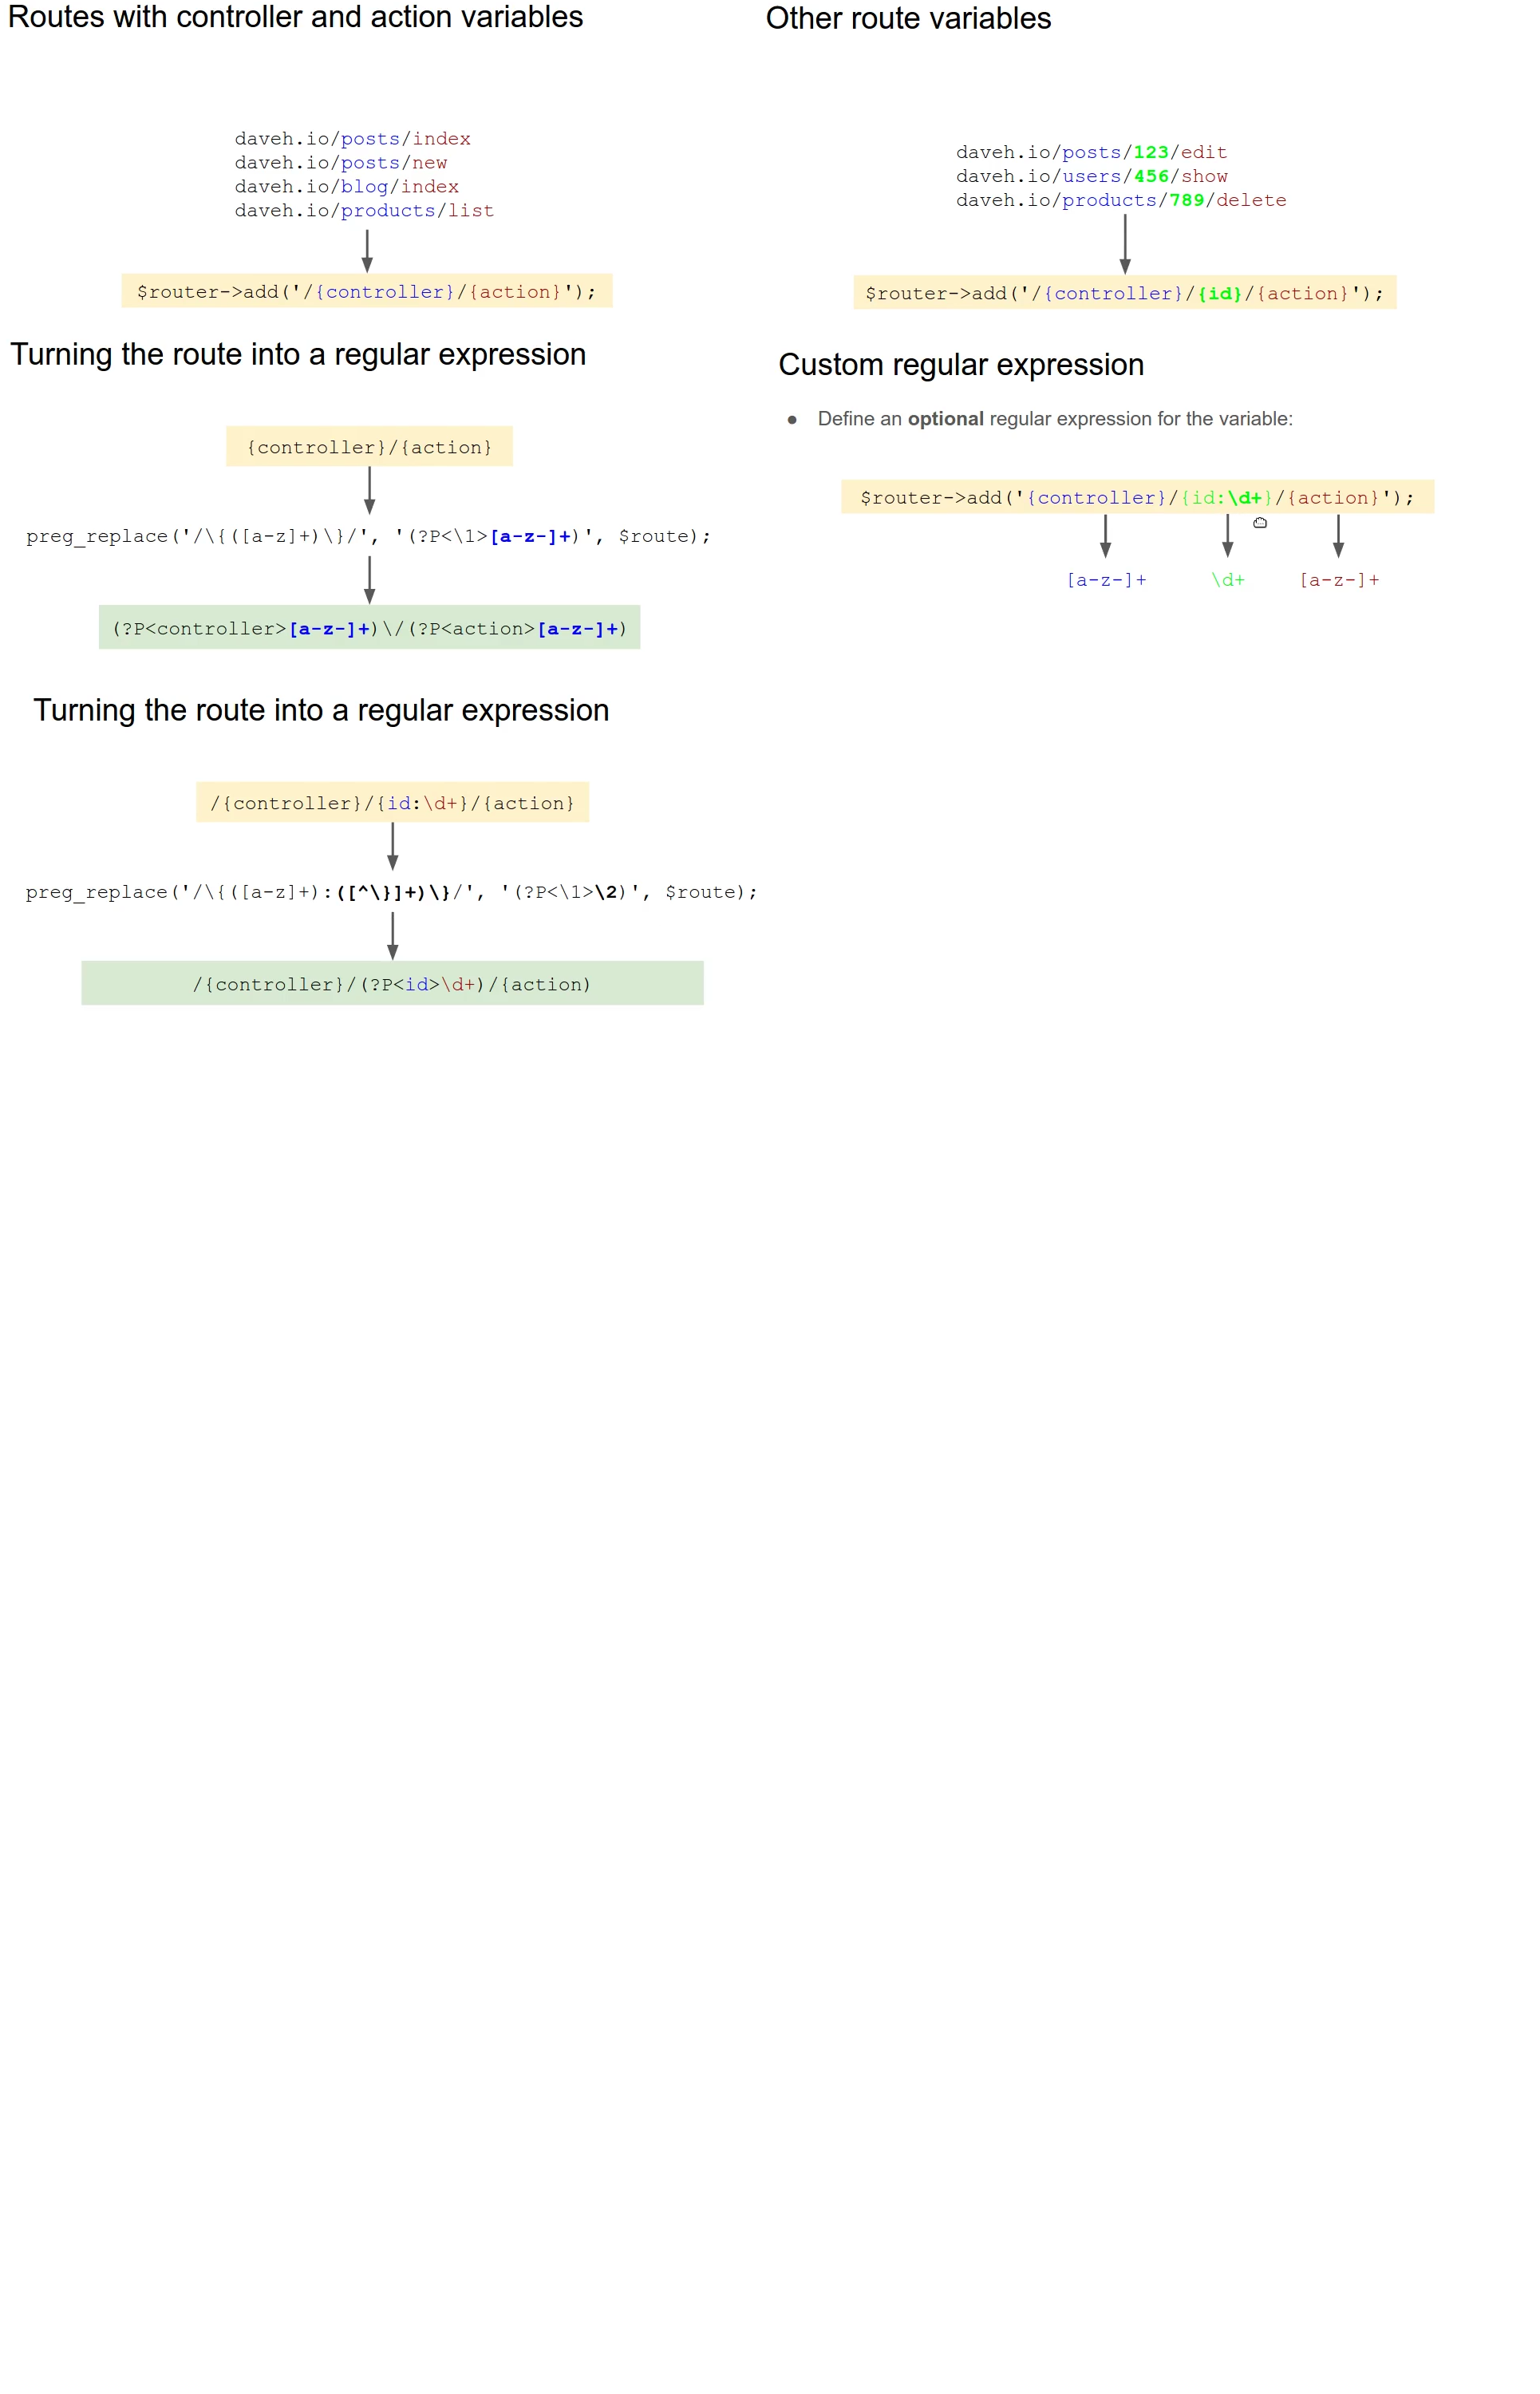 Routes with controller and action variables
daveh.io/posts/index
daveh.io/posts/new
daveh.io/blog/index
daveh.io/products/list
$router->add('/{controller}/{action}');
Turning the route into a regular expression
{controller}/{action}
preg_replace('/\{([a-z]+)\}/', '(?P<\1>[a-z-]+)', $route);
(?P<controller>[a-z-]+)\/(?P<action>[a-z-]+)
Turning the route into a regular expression
/{controller}/{id:\d+}/{action}
preg_replace('/\{([a-z]+):([^\}]+)\}/', '(?P<\1>\2)', $route);
/{controller}/(?P<id>\d+)/{action)
Other route variables
daveh.io/posts/123/edit
daveh.io/users/456/show
daveh.io/products/789/delete
$router->add('/{controller}/{id}/{action}');
Custom regular expression
● Define an optional regular expression for the variable:
$router->add('{controller}/{id:\d+}/{action}');
[a-z-]+ \d+ [a-z-]+